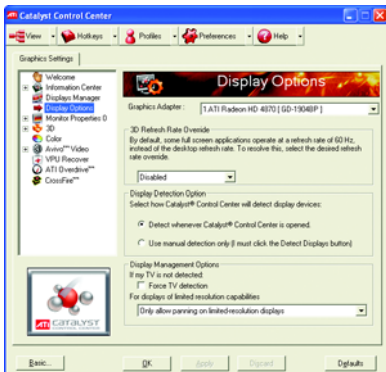 ATI Catalyst Control Center
View
Hotkeys
Profiles
Preferences
Help
Graphics Settings
Welcome
Information Center
Displays Manager
Display Options
Monitor Properties 0
3D
Color
Avivo™ Video
VPU Recover
ATI Overdrive™
CrossFire™
Display Options
Graphics Adapter :
1.ATI Radeon HD 4870 [ GD-1904BP ]
3D Refresh Rate Override
By default, some full screen applications operate at a refresh rate of 60 Hz,
instead of the desktop refresh rate. To resolve this, select the desired refresh
rate override.
Disabled
Display Detection Option
Select how Catalyst® Control Center will detect display devices:
Detect whenever Catalyst® Control Center is opened.
Use manual detection only (I must click the Detect Displays button)
Display Management Options
If my TV is not detected:
Force TV detection
For displays of limited resolution capabilities
Only allow panning on limited-resolution displays
ATI CATALYST
CONTROL CENTER
Basic...
OK
Apply
Discard
Defaults